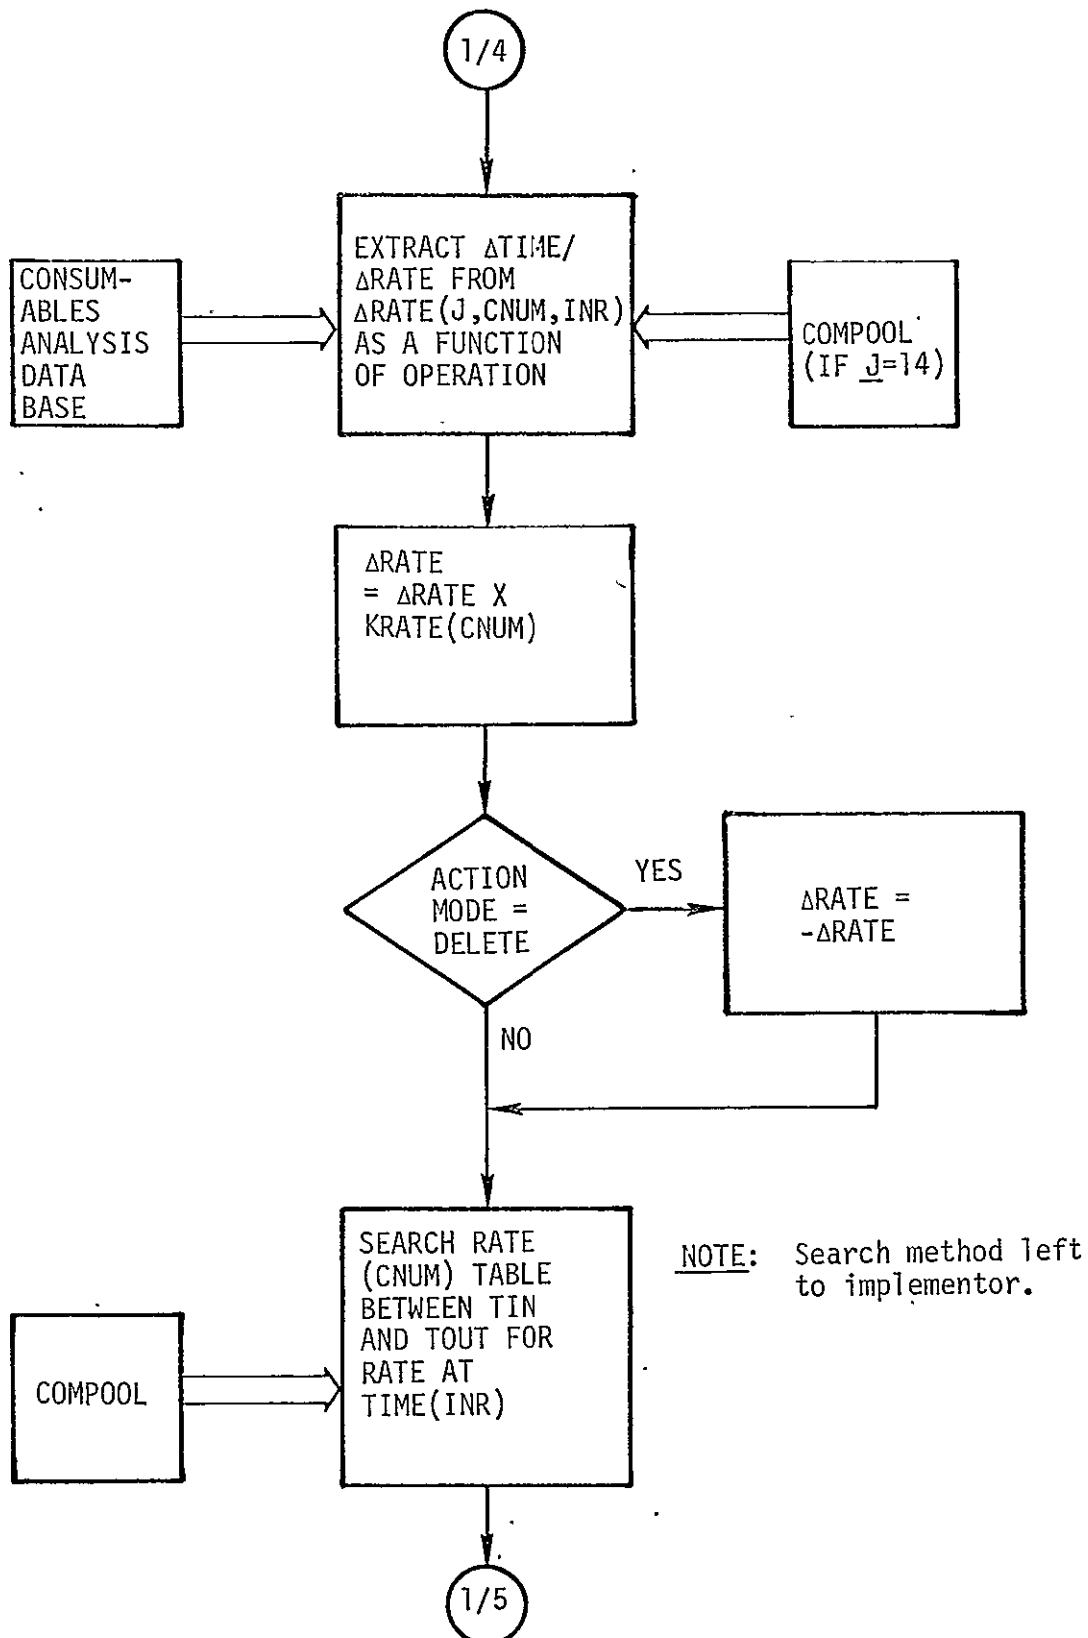 1/4
EXTRACT ΔTIME/
ΔRATE FROM
ΔRATE(J,CNUM,INR)
AS A FUNCTION
OF OPERATION
CONSUM-
ABLES
ANALYSIS
DATA
BASE
COMPOOL
(IF J=14)
ΔRATE
= ΔRATE X
KRATE(CNUM)
ACTION
MODE =
DELETE
YES
ΔRATE =
-ΔRATE
NO
SEARCH RATE
(CNUM) TABLE
BETWEEN TIN
AND TOUT FOR
RATE AT
TIME(INR)
NOTE: Search method left
to implementor.
COMPOOL
1/5